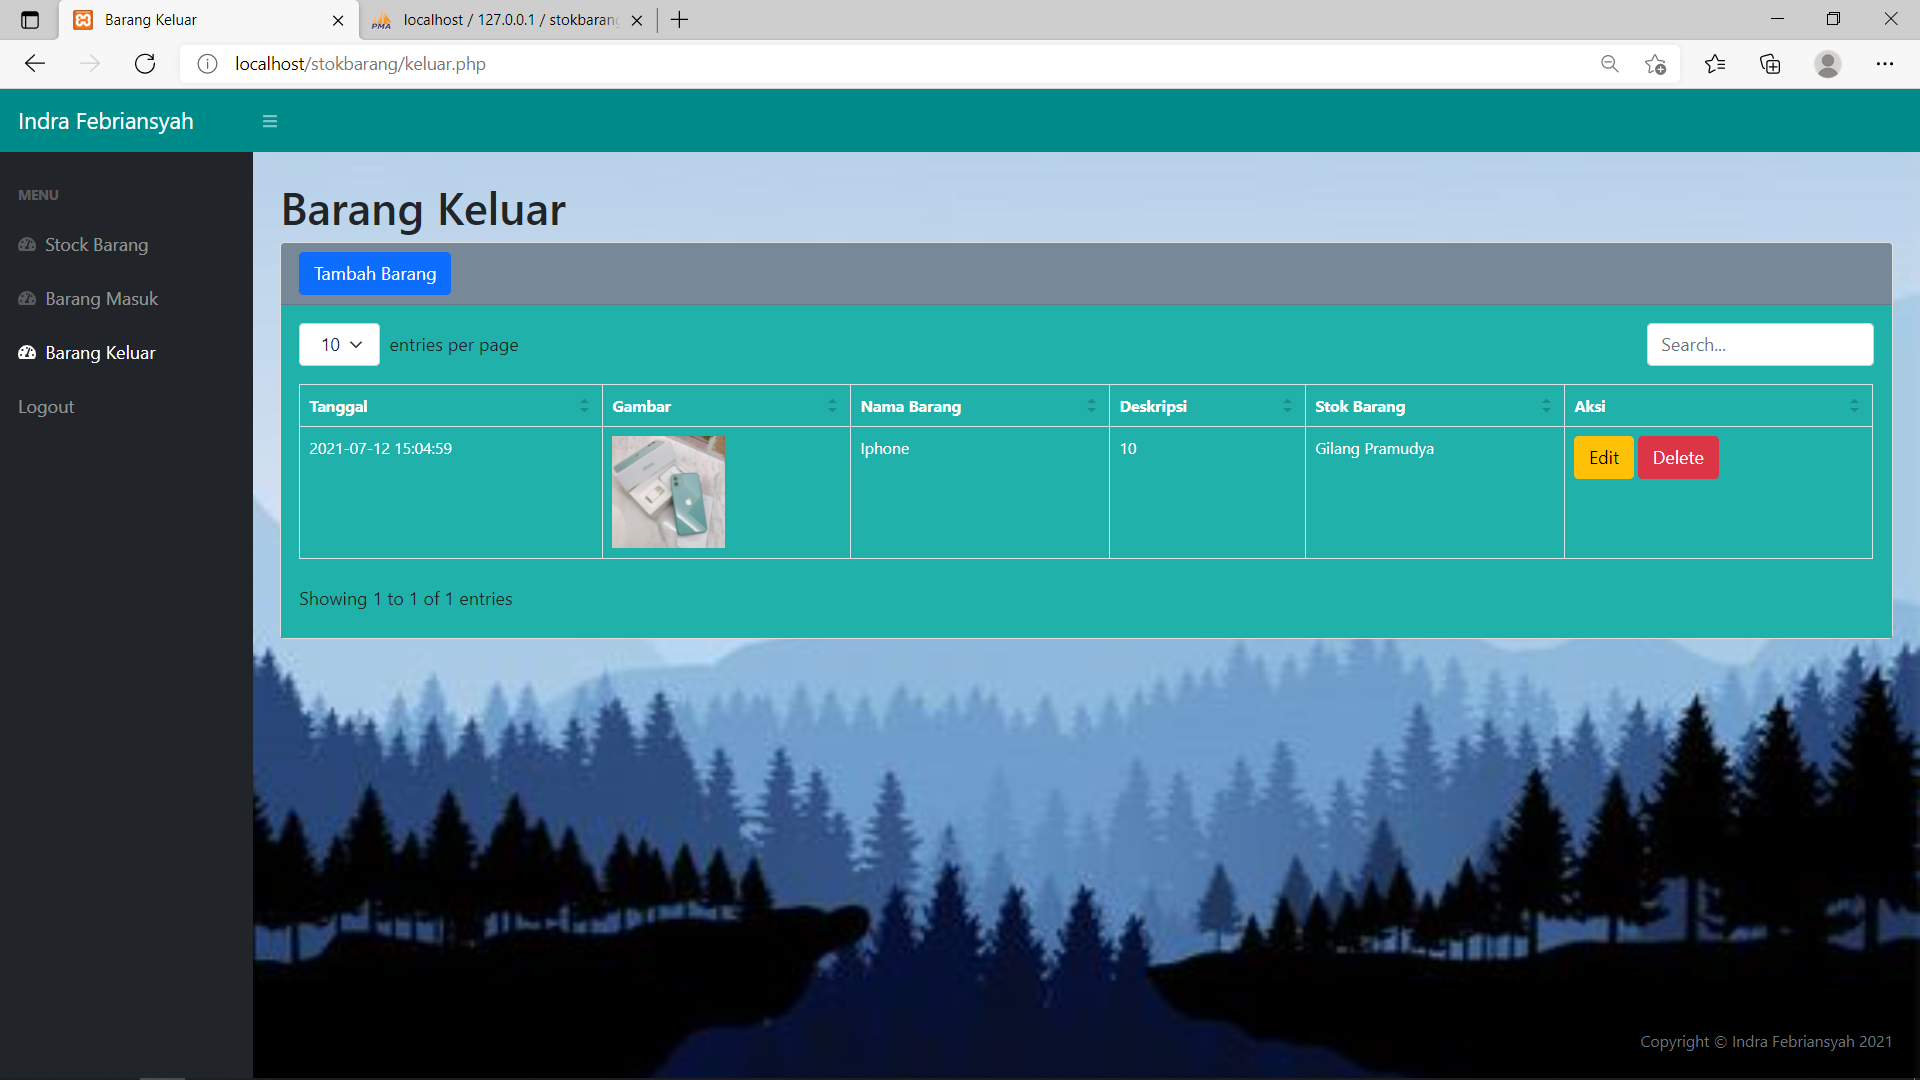 Barang Keluar
localhost / 127.0.0.1 / stokbarang
localhost/stokbarang/keluar.php
Indra Febriansyah
MENU
Stock Barang
Barang Masuk
Barang Keluar
Logout
Barang Keluar
Tambah Barang
10 entries per page
Search...
Tanggal Gambar Nama Barang Deskripsi Stok Barang Aksi
2021-07-12 15:04:59 Iphone 10 Gilang Pramudya Edit Delete
Showing 1 to 1 of 1 entries
Copyright © Indra Febriansyah 2021